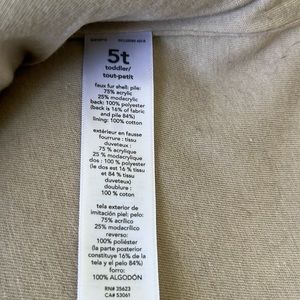 5t
toddler/
tout-petit
faux fur shell: pile:
75% acrylic
25% modacrylic
back: 100% polyester
(back is 16% of fabric
and pile 84%)
lining: 100% cotton
extérieur en fausse
fourrure : tissu
duveteux :
75 % acrylique
25 % modacrylique
dos : 100 % polyester
(le dos : 16 % et tissu
et 84 % tissu
duveteux)
doublure :
100 % coton
tela exterior de
imitación piel: pelo:
75% acrílico
25% modacrílico
reverso:
100% poliéster
(la parte posterior
constituye 16% de la
tela y el pelo 84%)
forro:
100% ALGODÓN
RN# 35623
CA# 53061